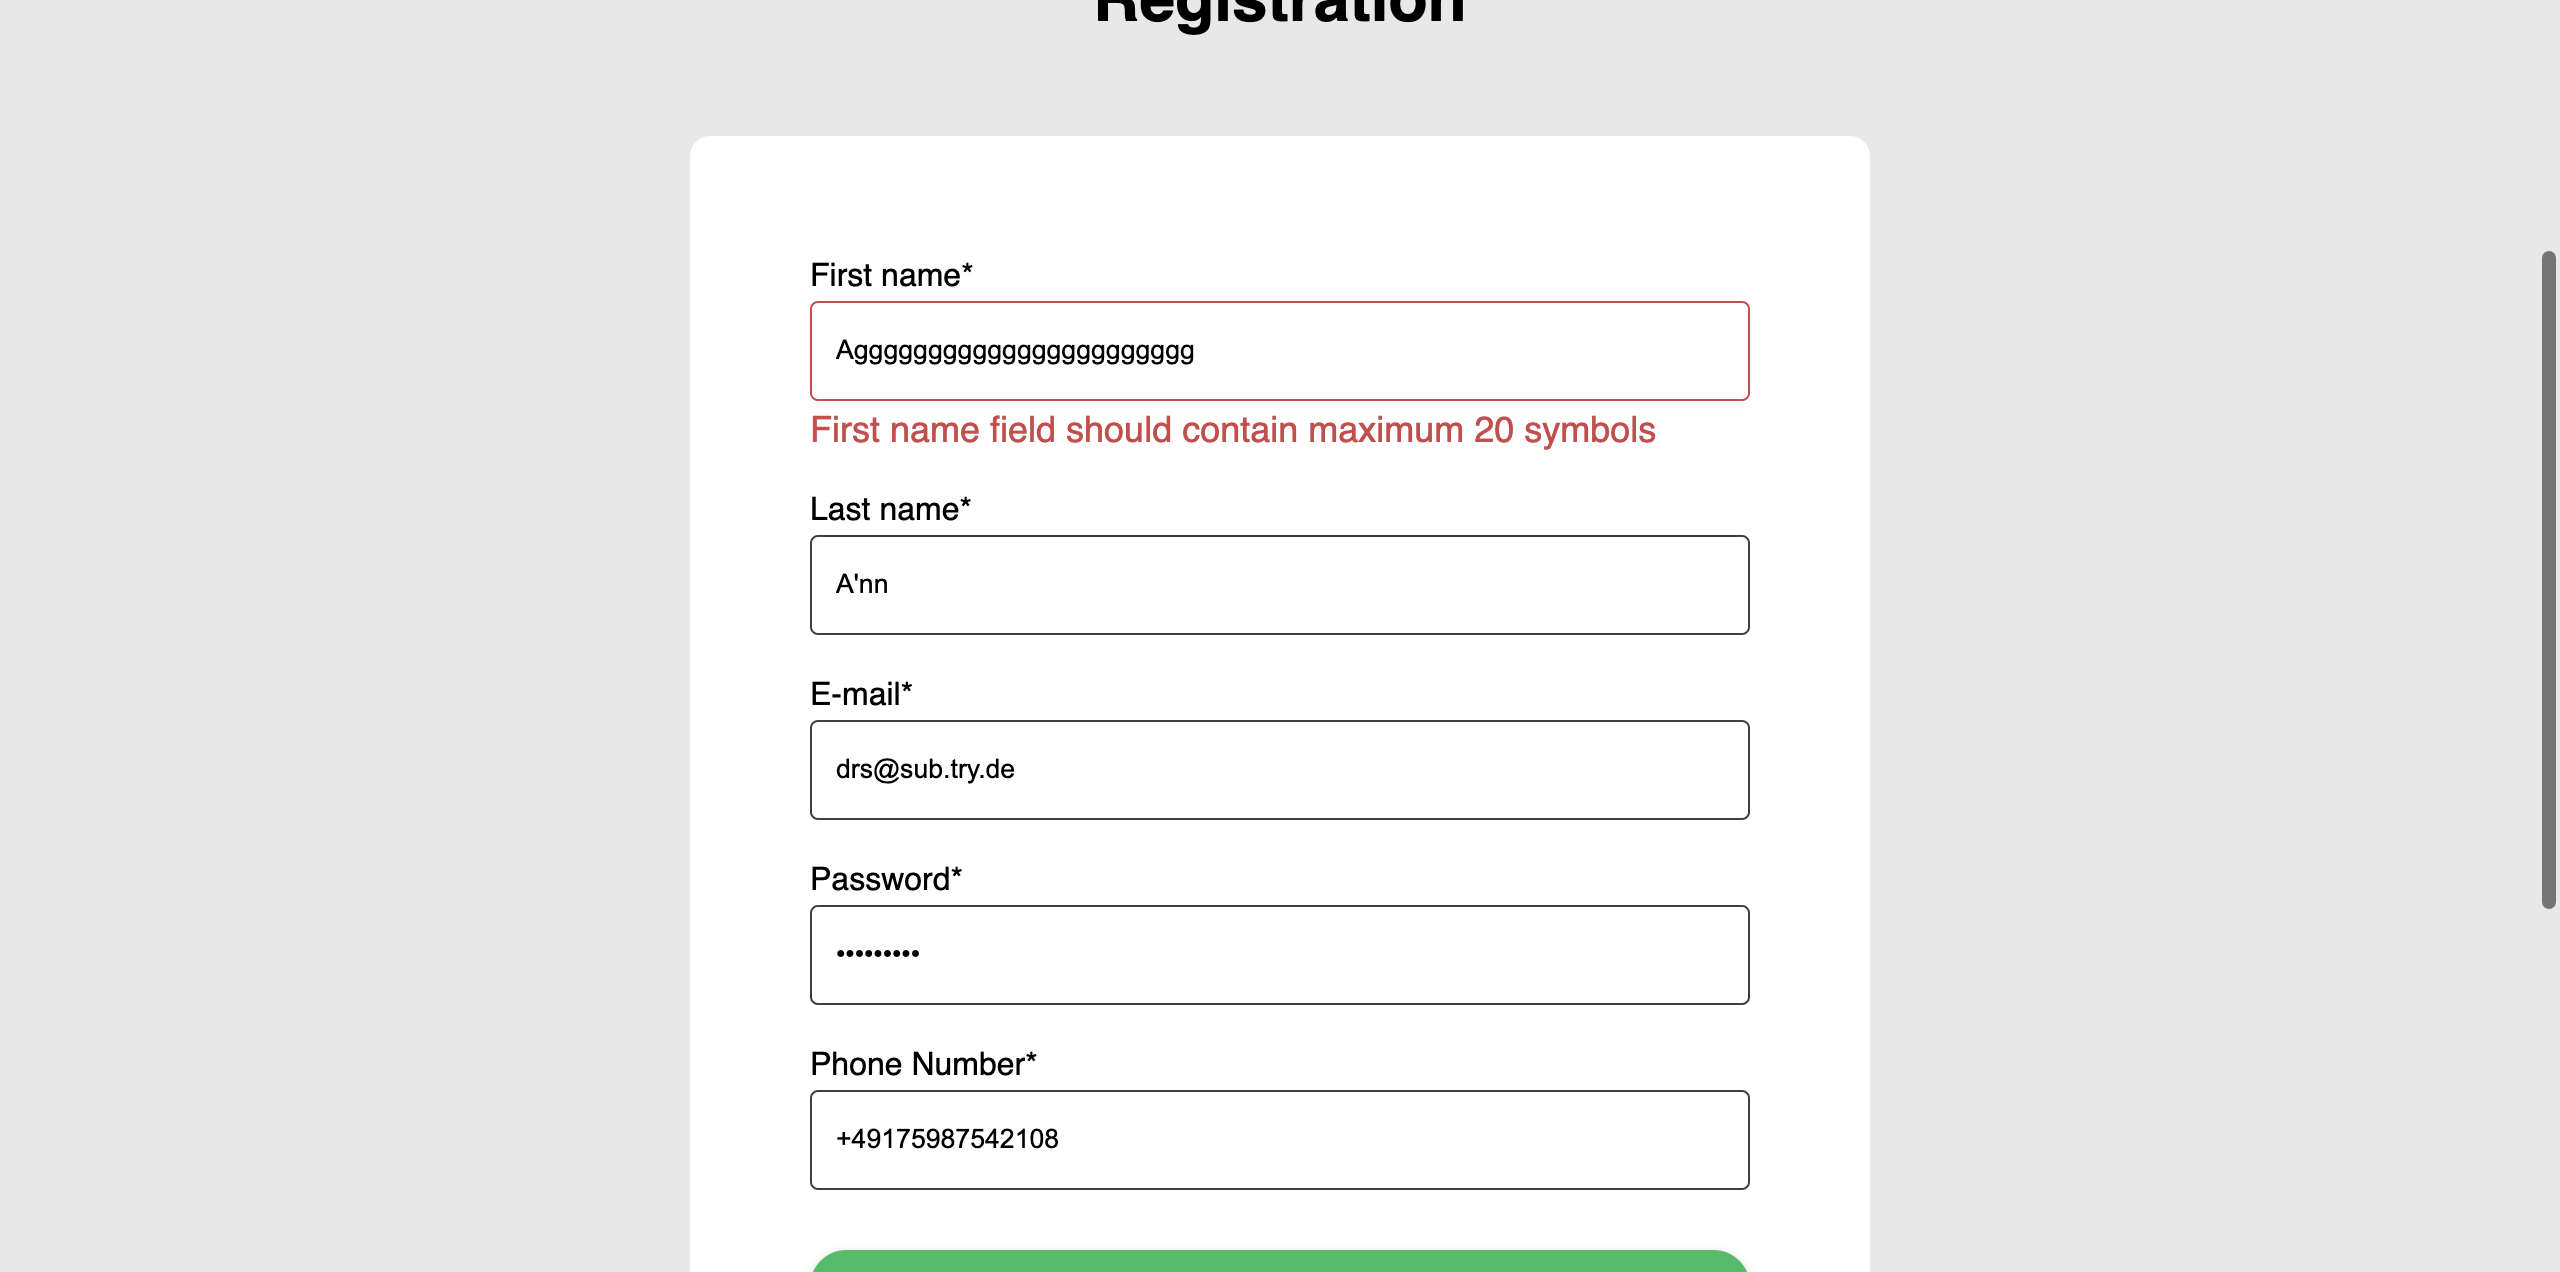 Registration
First name*
Aggggggggggggggggggggggg
First name field should contain maximum 20 symbols
Last name*
A'nn
E-mail*
drs@sub.try.de
Password*
•••••••••
Phone Number*
+49175987542108